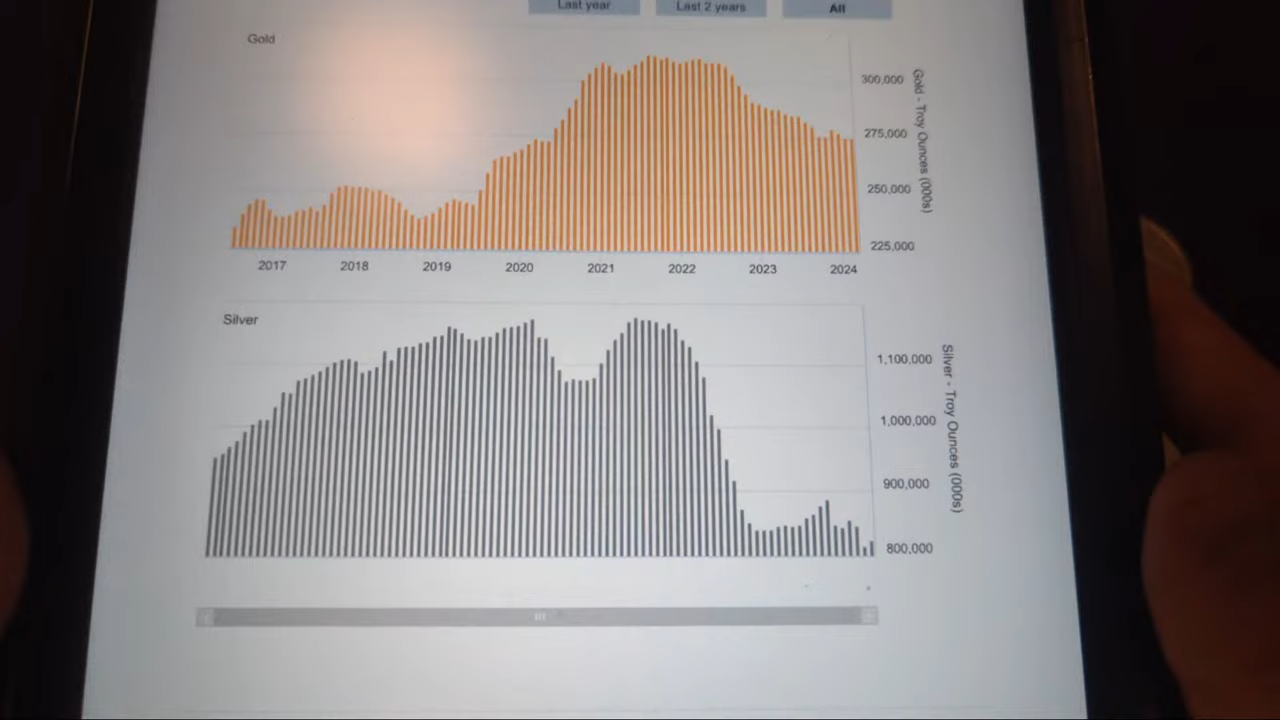 Last year Last 2 years All
Gold
300,000
275,000
250,000
225,000
Gold - Troy Ounces (000s)
2017 2018 2019 2020 2021 2022 2023 2024
Silver
1,100,000
1,000,000
900,000
800,000
Silver - Troy Ounces (000s)